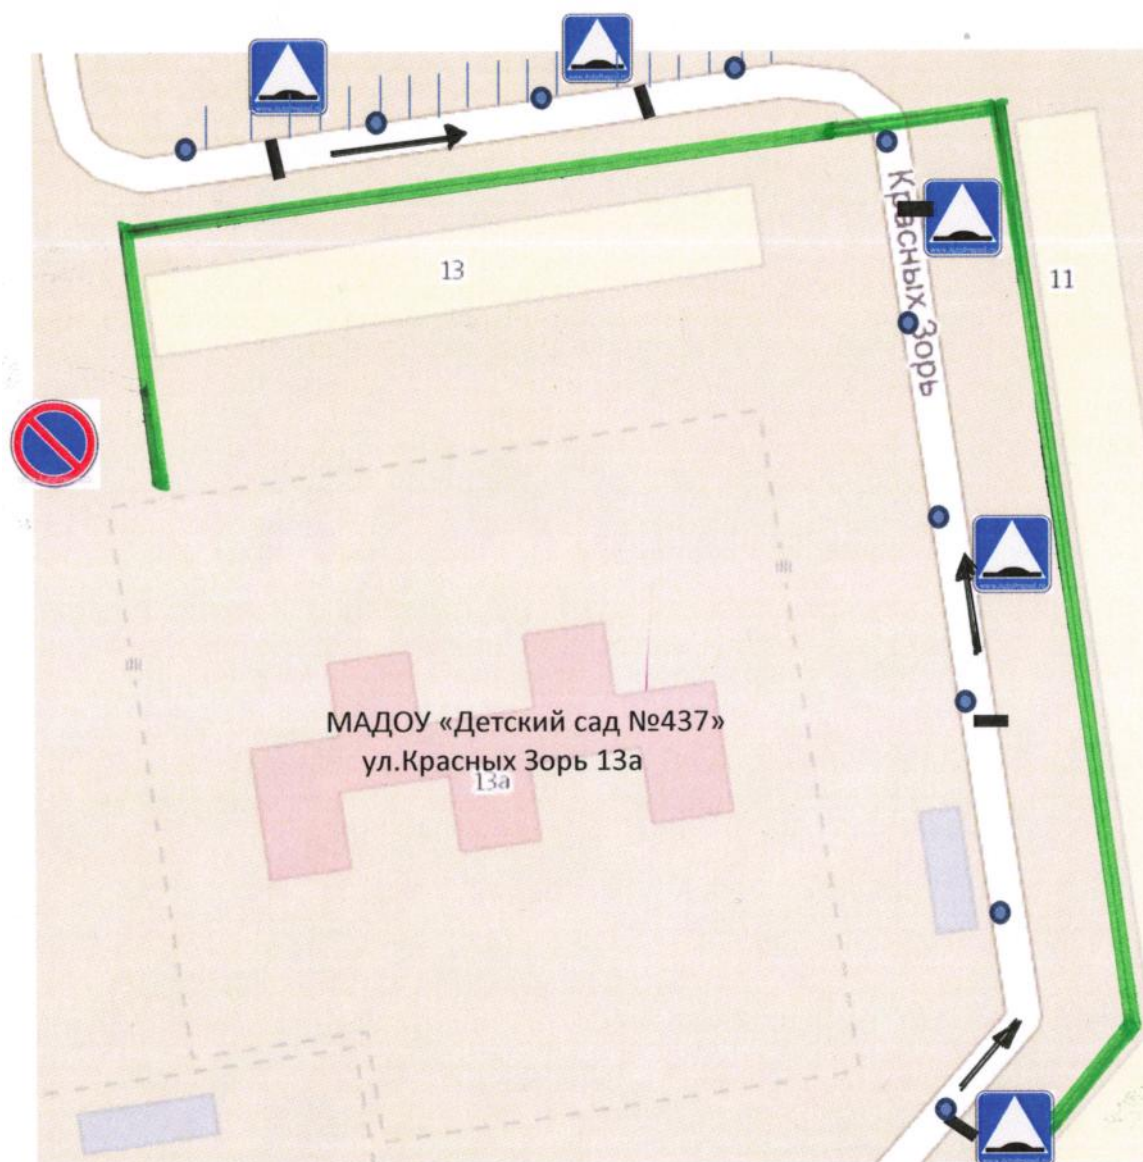 13
Красных Зорь
11
МАДОУ «Детский сад №437»
ул.Красных Зорь 13а
13а